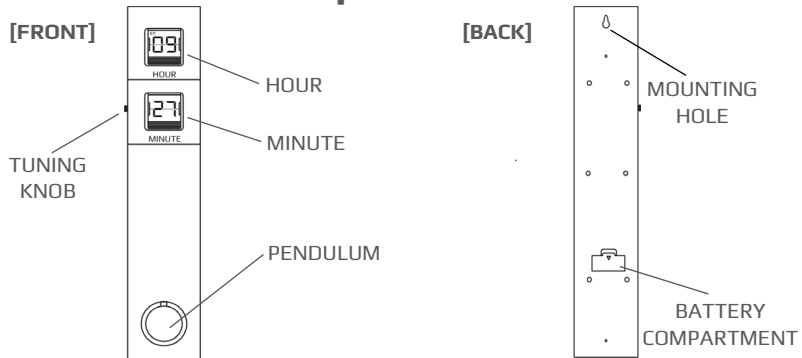 [FRONT]
09
HOUR
HOUR
27
MINUTE
MINUTE
TUNING
KNOB
PENDULUM
[BACK]
MOUNTING
HOLE
BATTERY
COMPARTMENT